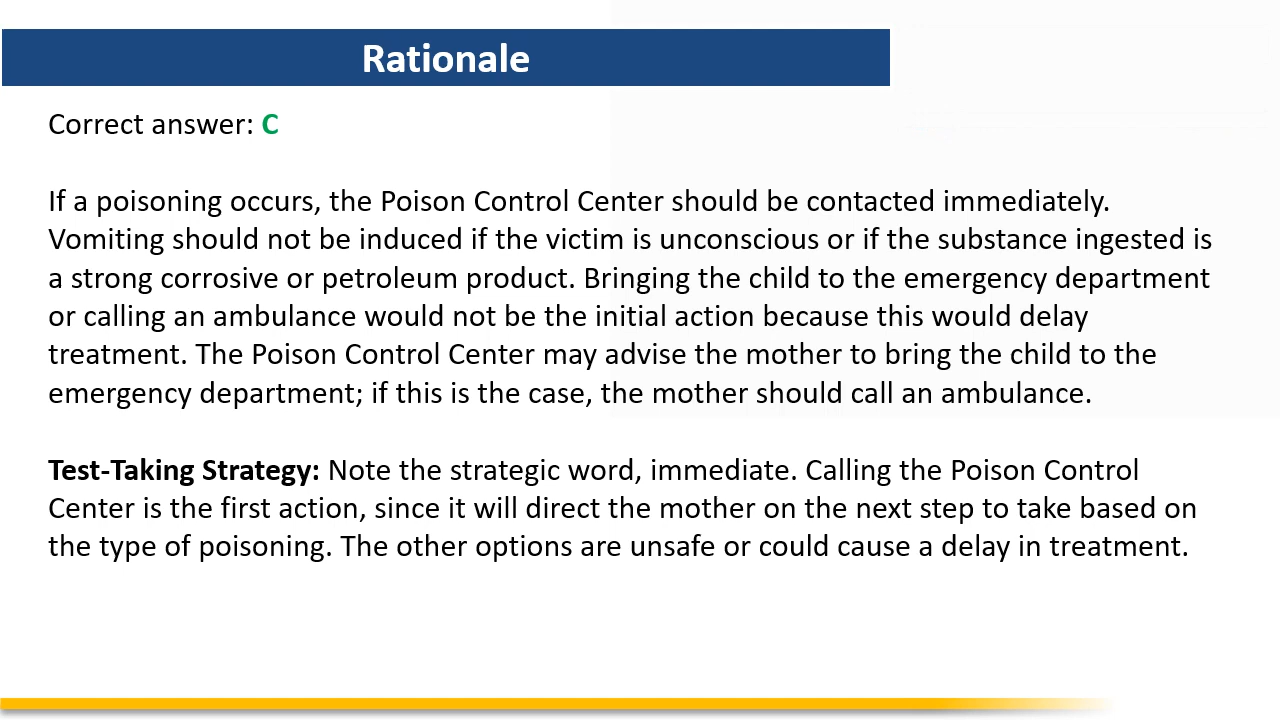 Rationale
Correct answer: C
If a poisoning occurs, the Poison Control Center should be contacted immediately.
Vomiting should not be induced if the victim is unconscious or if the substance ingested is
a strong corrosive or petroleum product. Bringing the child to the emergency department
or calling an ambulance would not be the initial action because this would delay
treatment. The Poison Control Center may advise the mother to bring the child to the
emergency department; if this is the case, the mother should call an ambulance.
Test-Taking Strategy: Note the strategic word, immediate. Calling the Poison Control
Center is the first action, since it will direct the mother on the next step to take based on
the type of poisoning. The other options are unsafe or could cause a delay in treatment.